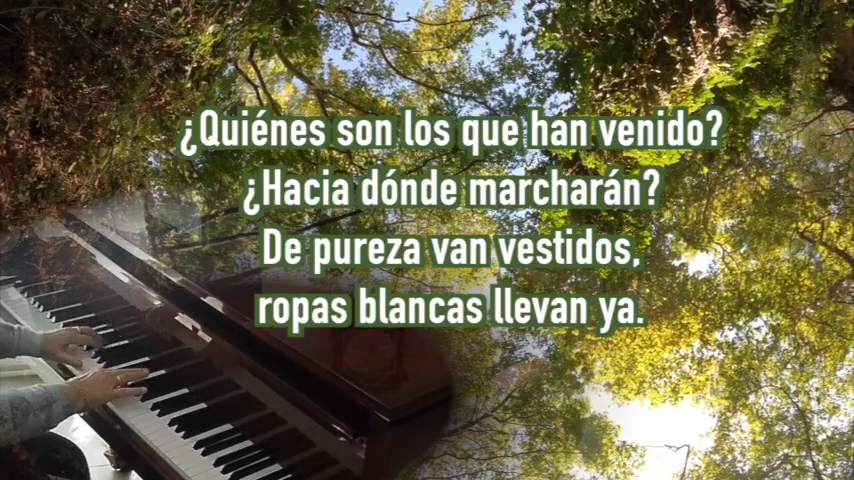 ¿Quiénes son los que han venido?
¿Hacia dónde marcharán?
De pureza van vestidos,
ropas blancas llevan ya.